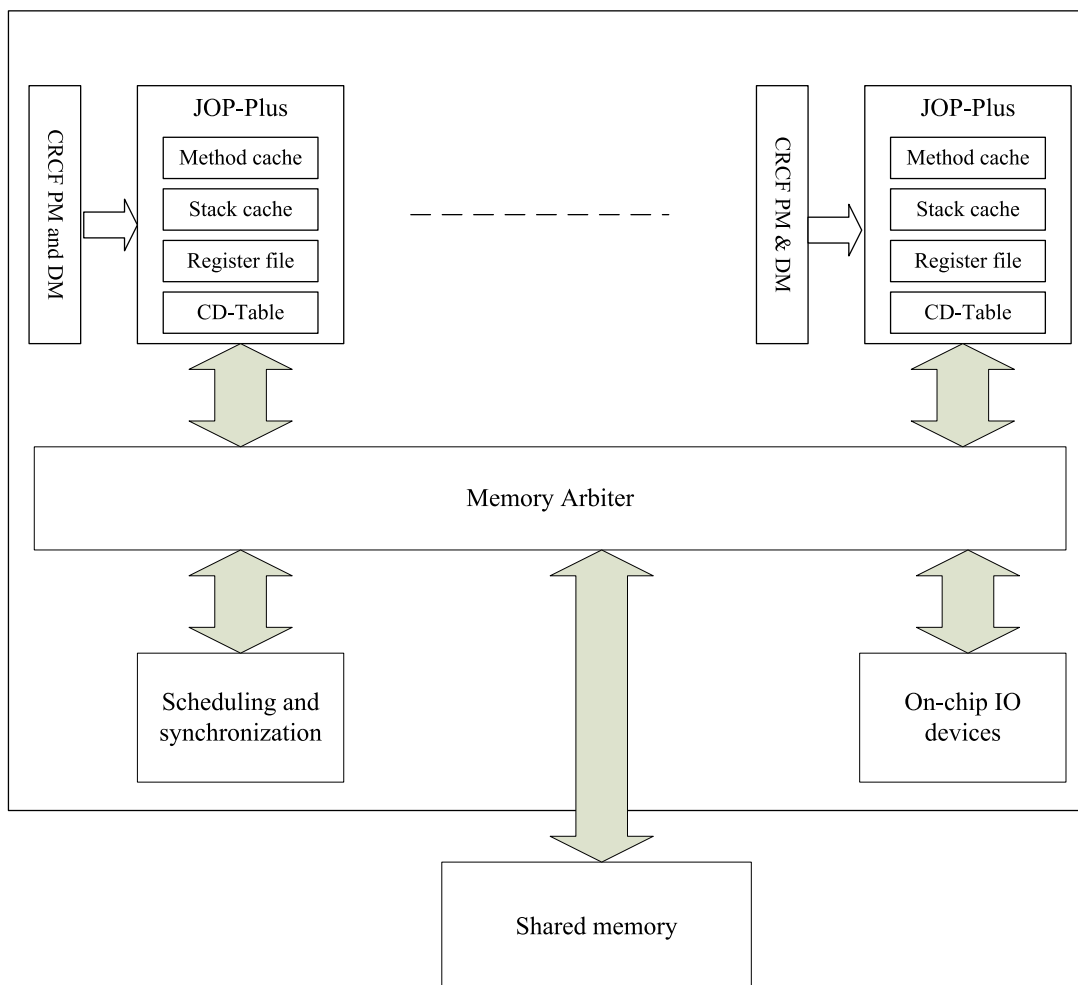 CRCF PM and DM
JOP-Plus
Method cache
Stack cache
Register file
CD-Table
CRCF PM & DM
JOP-Plus
Method cache
Stack cache
Register file
CD-Table
Memory Arbiter
Scheduling and
synchronization
On-chip IO
devices
Shared memory